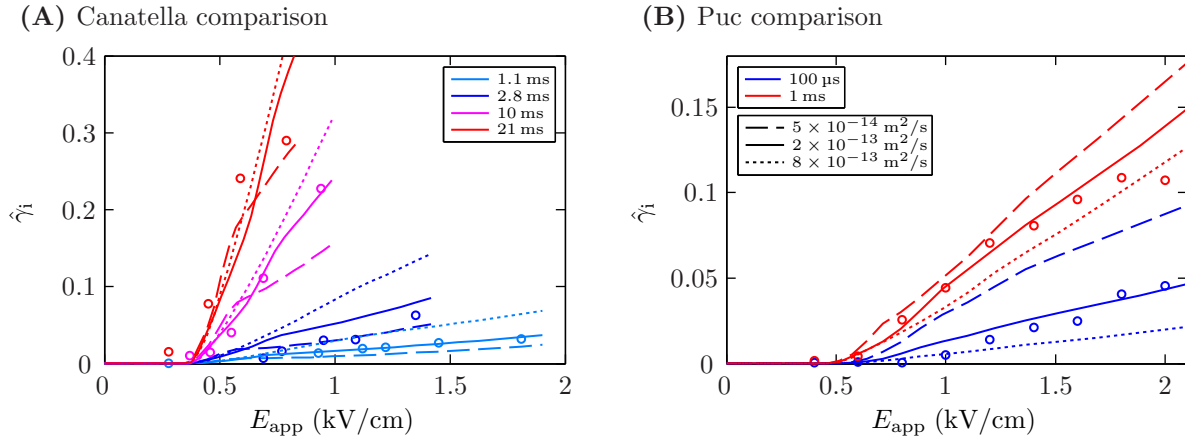 (A) Canatella comparison
0.4
0.3
0.2
0.1
0
0
0.5
1
1.5
2
γ̂i
Eapp (kV/cm)
1.1 ms
2.8 ms
10 ms
21 ms
(B) Puc comparison
0.15
0.1
0.05
0
0
0.5
1
1.5
2
γ̂i
Eapp (kV/cm)
100 µs
1 ms
5 × 10⁻¹⁴ m²/s
2 × 10⁻¹³ m²/s
8 × 10⁻¹³ m²/s